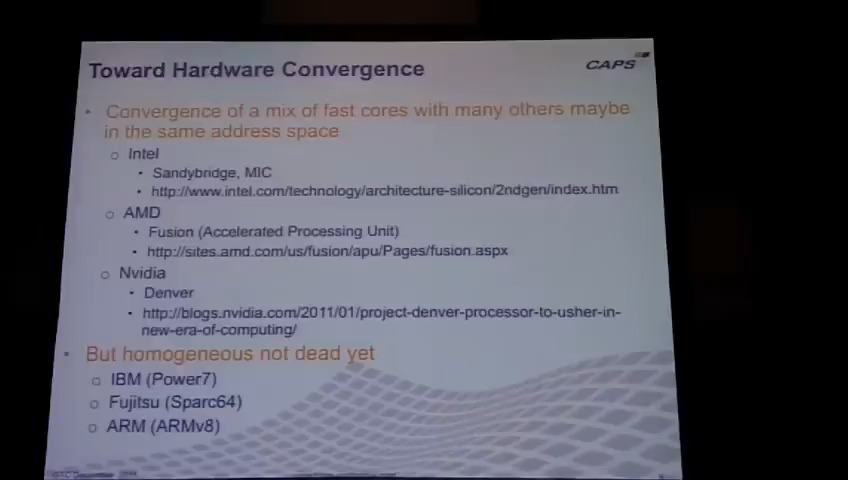 Toward Hardware Convergence
CAPS
• Convergence of a mix of fast cores with many others maybe
in the same address space
o Intel
• Sandybridge, MIC
• http://www.intel.com/technology/architecture-silicon/2ndgen/index.htm
o AMD
• Fusion (Accelerated Processing Unit)
• http://sites.amd.com/us/fusion/apu/Pages/fusion.aspx
o Nvidia
• Denver
• http://blogs.nvidia.com/2011/01/project-denver-processor-to-usher-in-
new-era-of-computing/
• But homogeneous not dead yet
o IBM (Power7)
o Fujitsu (Sparc64)
o ARM (ARMv8)